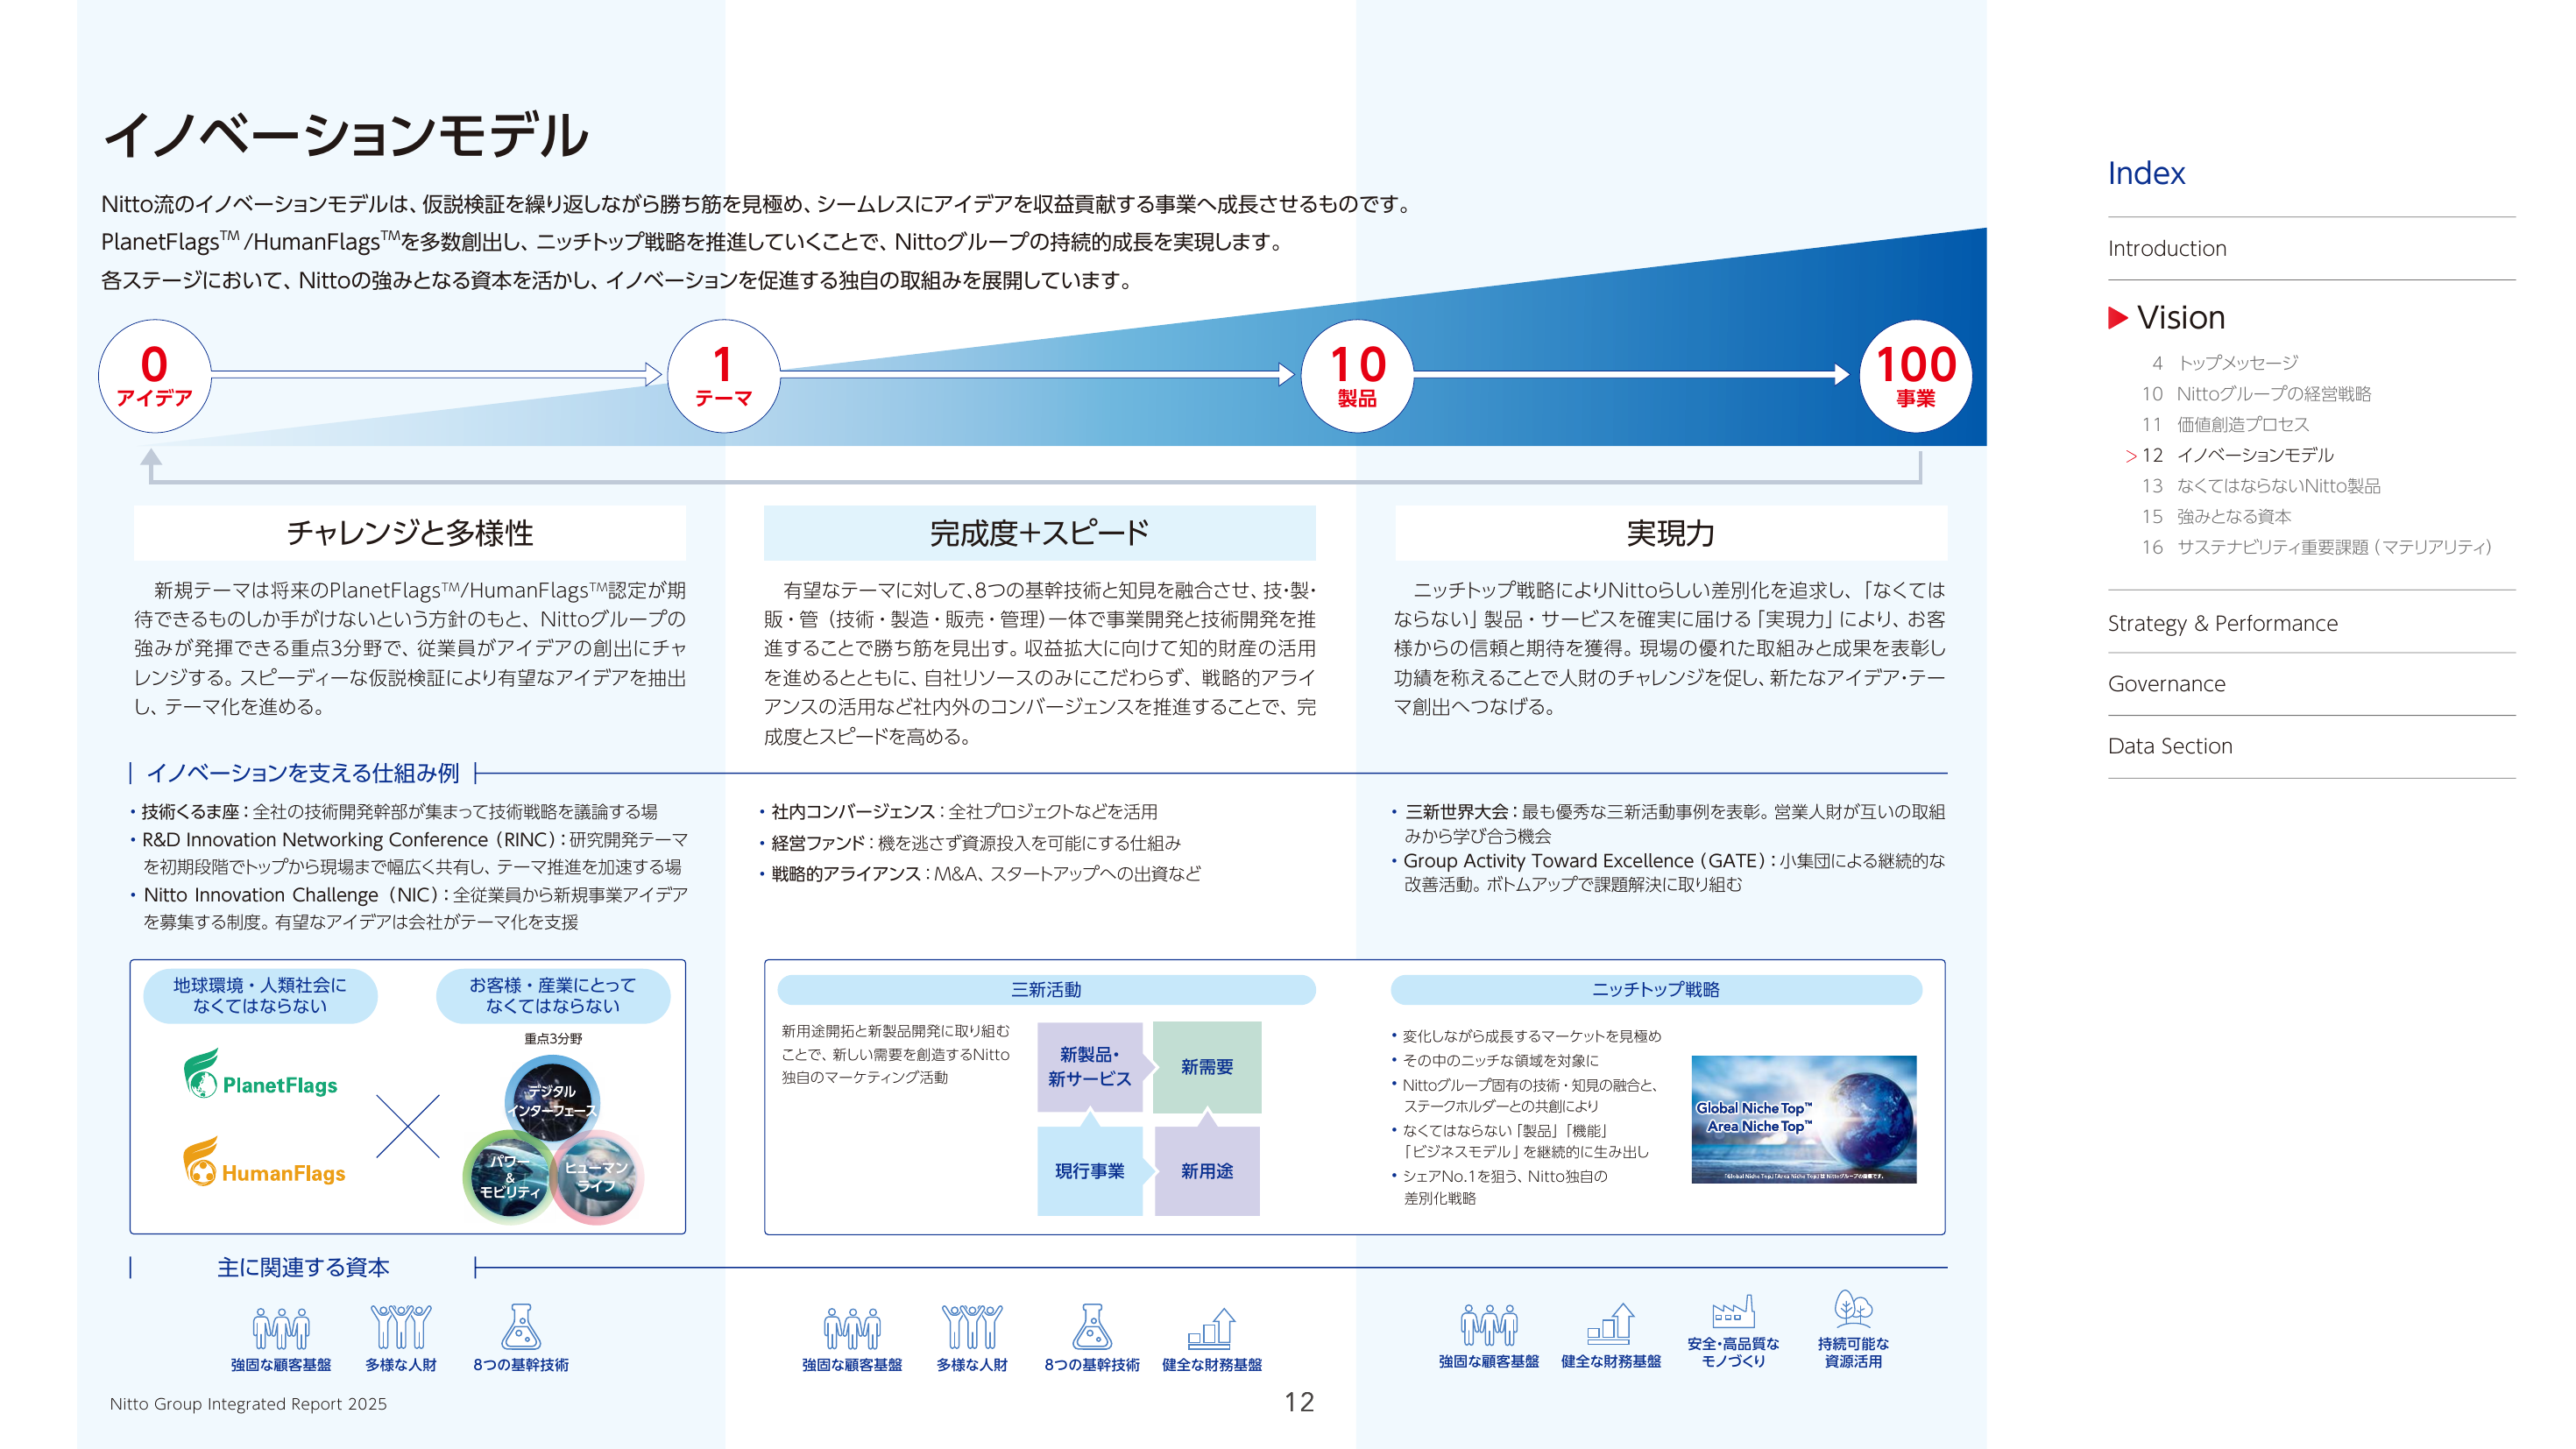 イノベーションモデル
Nitto流のイノベーションモデルは、仮説検証を繰り返しながら勝ち筋を見極め、シームレスにアイデアを収益貢献する事業へ成長させるものです。
PlanetFlags™/HumanFlags™を多数創出し、ニッチトップ戦略を推進していくことで、Nittoグループの持続的成長を実現します。
各ステージにおいて、Nittoの強みとなる資本を活かし、イノベーションを促進する独自の取組みを展開しています。
0
アイデア
1
テーマ
10
製品
100
事業
チャレンジと多様性
新規テーマは将来のPlanetFlags™/HumanFlags™認定が期
待できるものしか手がけないという方針のもと、Nittoグループの
強みが発揮できる重点3分野で、従業員がアイデアの創出にチャ
レンジする。スピーディーな仮説検証により有望なアイデアを抽出
し、テーマ化を進める。
完成度+スピード
有望なテーマに対して、8つの基幹技術と知見を融合させ、技・製・
販・管（技術・製造・販売・管理）一体で事業開発と技術開発を推
進することで勝ち筋を見出す。収益拡大に向けて知的財産の活用
を進めるとともに、自社リソースのみにこだわらず、戦略的アライ
アンスの活用など社内外のコンバージェンスを推進することで、完
成度とスピードを高める。
実現力
ニッチトップ戦略によりNittoらしい差別化を追求し、「なくては
ならない」製品・サービスを確実に届ける「実現力」により、お客
様からの信頼と期待を獲得。現場の優れた取組みと成果を表彰し
功績を称えることで人財のチャレンジを促し、新たなアイデア・テー
マ創出へつなげる。
イノベーションを支える仕組み例
・技術くるま座：全社の技術開発幹部が集まって技術戦略を議論する場
・R&D Innovation Networking Conference（RINC）：研究開発テーマ
を初期段階でトップから現場まで幅広く共有し、テーマ推進を加速する場
・Nitto Innovation Challenge（NIC）：全従業員から新規事業アイデア
を募集する制度。有望なアイデアは会社がテーマ化を支援
・社内コンバージェンス：全社プロジェクトなどを活用
・経営ファンド：機を逃さず資源投入を可能にする仕組み
・戦略的アライアンス：M&A、スタートアップへの出資など
・三新世界大会：最も優秀な三新活動事例を表彰。営業人財が互いの取組
みから学び合う機会
・Group Activity Toward Excellence（GATE）：小集団による継続的な
改善活動。ボトムアップで課題解決に取り組む
地球環境・人類社会に
なくてはならない
PlanetFlags
HumanFlags
お客様・産業にとって
なくてはならない
重点3分野
デジタル
インターフェース
パワー
&
モビリティ
ヒューマン
ライフ
三新活動
新用途開拓と新製品開発に取り組む
ことで、新しい需要を創造するNitto
独自のマーケティング活動
新製品・
新サービス
新需要
現行事業
新用途
ニッチトップ戦略
・変化しながら成長するマーケットを見極め
・その中のニッチな領域を対象に
・Nittoグループ固有の技術・知見の融合と、
ステークホルダーとの共創により
・なくてはならない「製品」「機能」
「ビジネスモデル」を継続的に生み出し
・シェアNo.1を狙う、Nitto独自の
差別化戦略
Global Niche Top™
Area Niche Top™
「Global Niche Top」「Area Niche Top」は Nittoグループの商標です。
主に関連する資本
強固な顧客基盤
多様な人財
8つの基幹技術
強固な顧客基盤
多様な人財
8つの基幹技術
健全な財務基盤
強固な顧客基盤
健全な財務基盤
安全・高品質な
モノづくり
持続可能な
資源活用
Nitto Group Integrated Report 2025
12
Index
Introduction
Vision
4 トップメッセージ
10 Nittoグループの経営戦略
11 価値創造プロセス
> 12 イノベーションモデル
13 なくてはならないNitto製品
15 強みとなる資本
16 サステナビリティ重要課題（マテリアリティ）
Strategy & Performance
Governance
Data Section